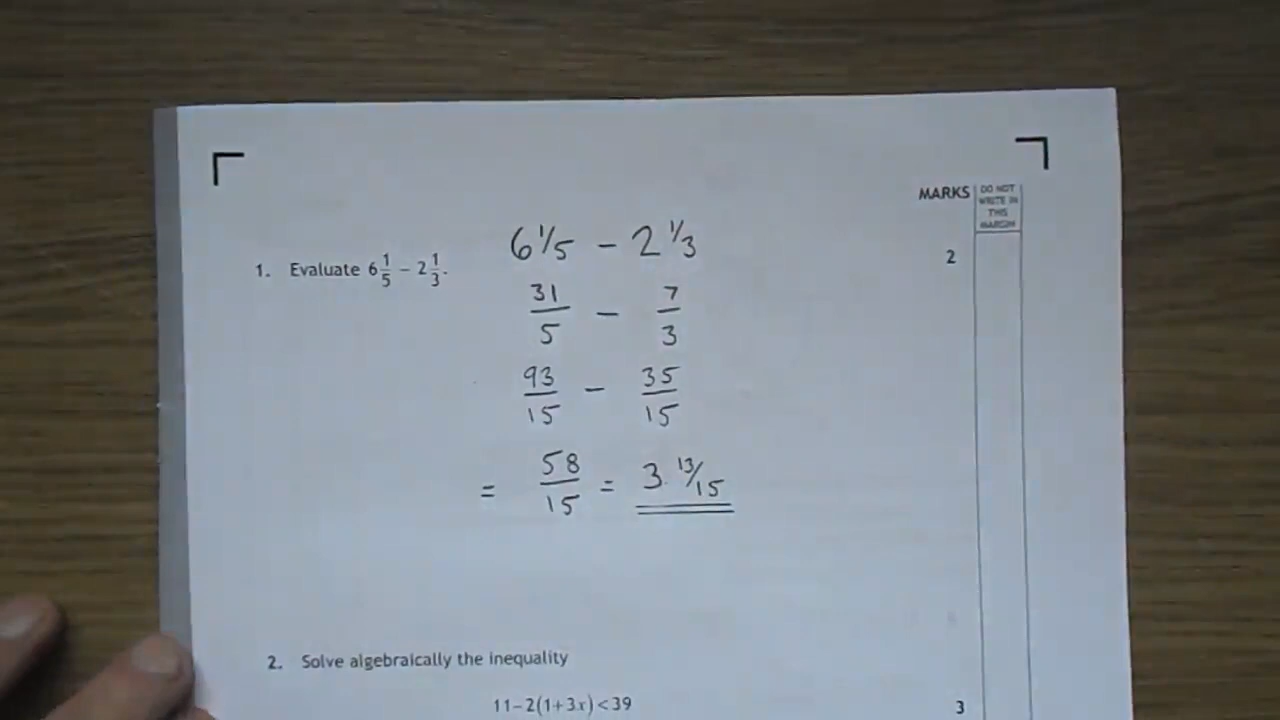 MARKS
DO NOT
WRITE IN
THIS
MARGIN
6 1/5 – 2 1/3
1. Evaluate 6 1/5 – 2 1/3. 2
31/5 – 7/3
93/15 – 35/15
= 58/15 = 3 13/15
2. Solve algebraically the inequality
11–2(1+3x)<39 3